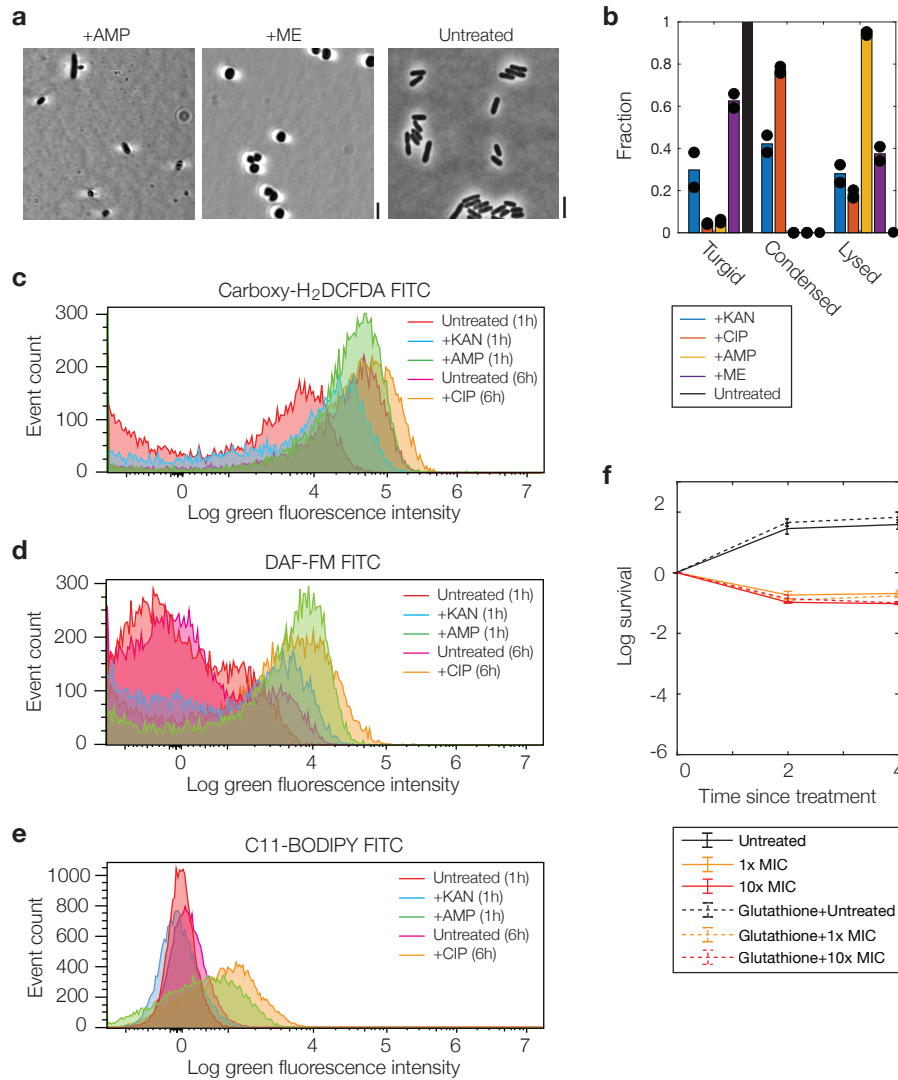 a
+AMP
+ME
Untreated
b
Fraction
1
0.8
0.6
0.4
0.2
0
Turgid
Condensed
Lysed
+KAN
+CIP
+AMP
+ME
Untreated
c
Carboxy-H₂DCFDA FITC
Event count
300
200
100
0
0 4 5 6 7
Log green fluorescence intensity
Untreated (1h)
+KAN (1h)
+AMP (1h)
Untreated (6h)
+CIP (6h)
d
DAF-FM FITC
Event count
300
200
100
0
0 4 5 6 7
Log green fluorescence intensity
Untreated (1h)
+KAN (1h)
+AMP (1h)
Untreated (6h)
+CIP (6h)
e
C11-BODIPY FITC
Event count
1000
800
600
400
200
0
0 4 5 6 7
Log green fluorescence intensity
Untreated (1h)
+KAN (1h)
+AMP (1h)
Untreated (6h)
+CIP (6h)
f
Log survival
2
0
-2
-4
-6
0 2 4
Time since treatment
Untreated
1x MIC
10x MIC
Glutathione+Untreated
Glutathione+1x MIC
Glutathione+10x MIC